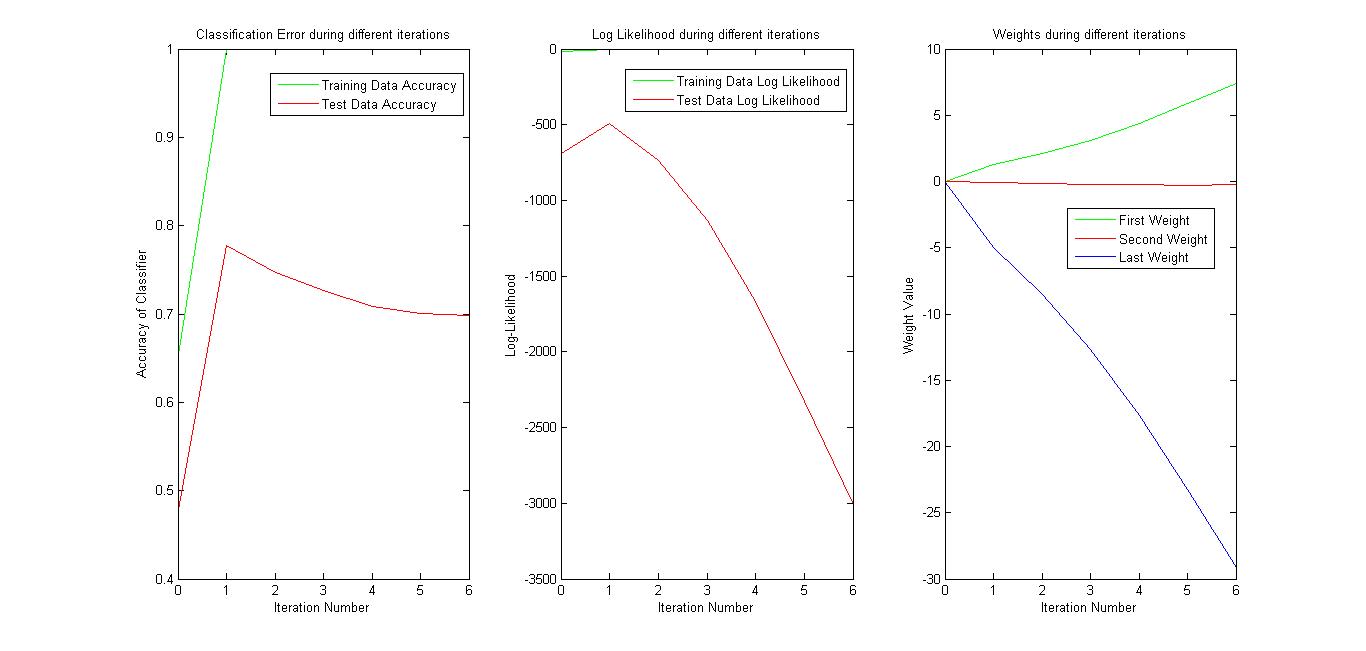 Classification Error during different iterations
1
0.9
0.8
0.7
0.6
0.5
0.4
Accuracy of Classifier
Training Data Accuracy
Test Data Accuracy
0 1 2 3 4 5 6
Iteration Number
Log Likelihood during different iterations
0
-500
-1000
-1500
-2000
-2500
-3000
-3500
Log-Likelihood
Training Data Log Likelihood
Test Data Log Likelihood
0 1 2 3 4 5 6
Iteration Number
Weights during different iterations
10
5
0
-5
-10
-15
-20
-25
-30
Weight Value
First Weight
Second Weight
Last Weight
0 1 2 3 4 5 6
Iteration Number